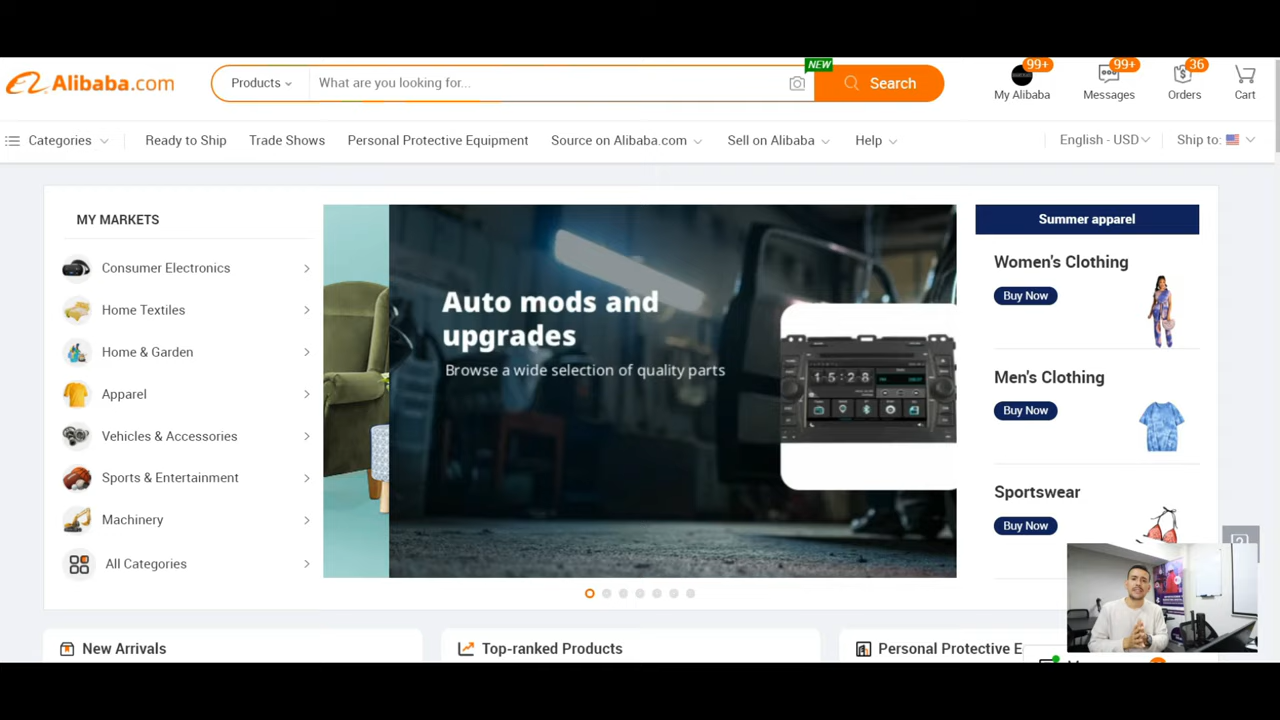 Alibaba.com
Products
What are you looking for...
NEW
Search
99+
My Alibaba
99+
Messages
36
Orders
Cart
Categories
Ready to Ship
Trade Shows
Personal Protective Equipment
Source on Alibaba.com
Sell on Alibaba
Help
English - USD
Ship to:
MY MARKETS
Consumer Electronics
Home Textiles
Home & Garden
Apparel
Vehicles & Accessories
Sports & Entertainment
Machinery
All Categories
Auto mods and
upgrades
Browse a wide selection of quality parts
15:28
Summer apparel
Women's Clothing
Buy Now
Men's Clothing
Buy Now
Sportswear
Buy Now
New Arrivals
Top-ranked Products
Personal Protective E